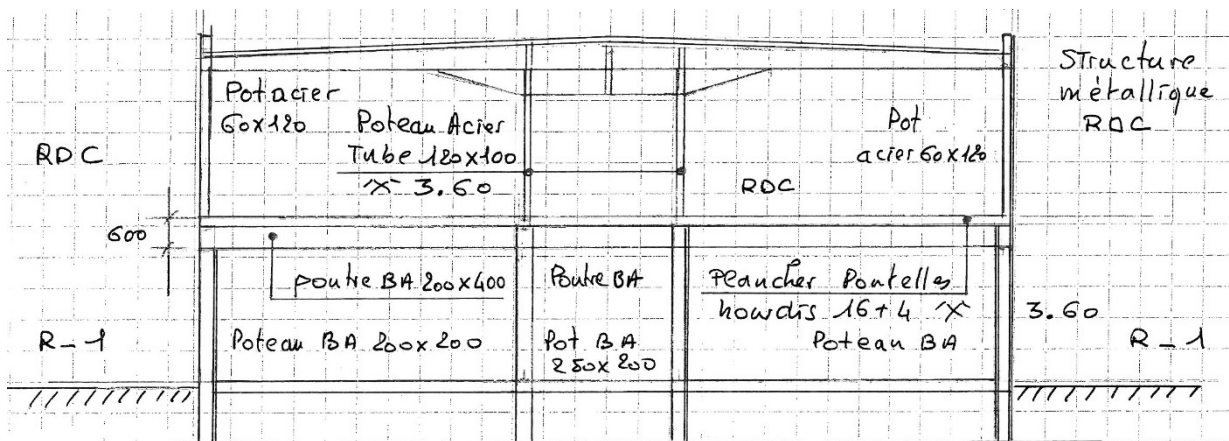 Structure
métallique
RDC
Pot acier
60x120
Poteau Acier
Tube 120x100
X 3.60
Pot
acier 60x120
RDC
RDC
600
poutre BA 200x400
Poutre BA
Plancher Poutelles
hourdis 16+4 X
3.60
R-1
Poteau BA 200x200
Pot BA
250x200
Poteau BA
R-1